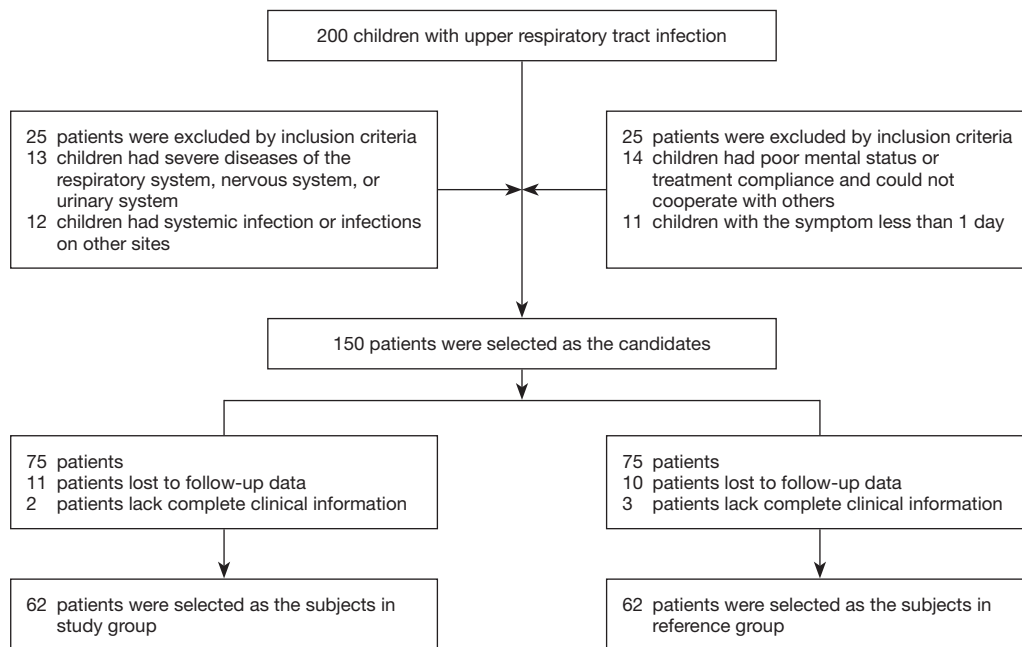 200 children with upper respiratory tract infection
25 patients were excluded by inclusion criteria
13 children had severe diseases of the
respiratory system, nervous system, or
urinary system
12 children had systemic infection or infections
on other sites
25 patients were excluded by inclusion criteria
14 children had poor mental status or
treatment compliance and could not
cooperate with others
11 children with the symptom less than 1 day
150 patients were selected as the candidates
75 patients
11 patients lost to follow-up data
2 patients lack complete clinical information
75 patients
10 patients lost to follow-up data
3 patients lack complete clinical information
62 patients were selected as the subjects in
study group
62 patients were selected as the subjects in
reference group